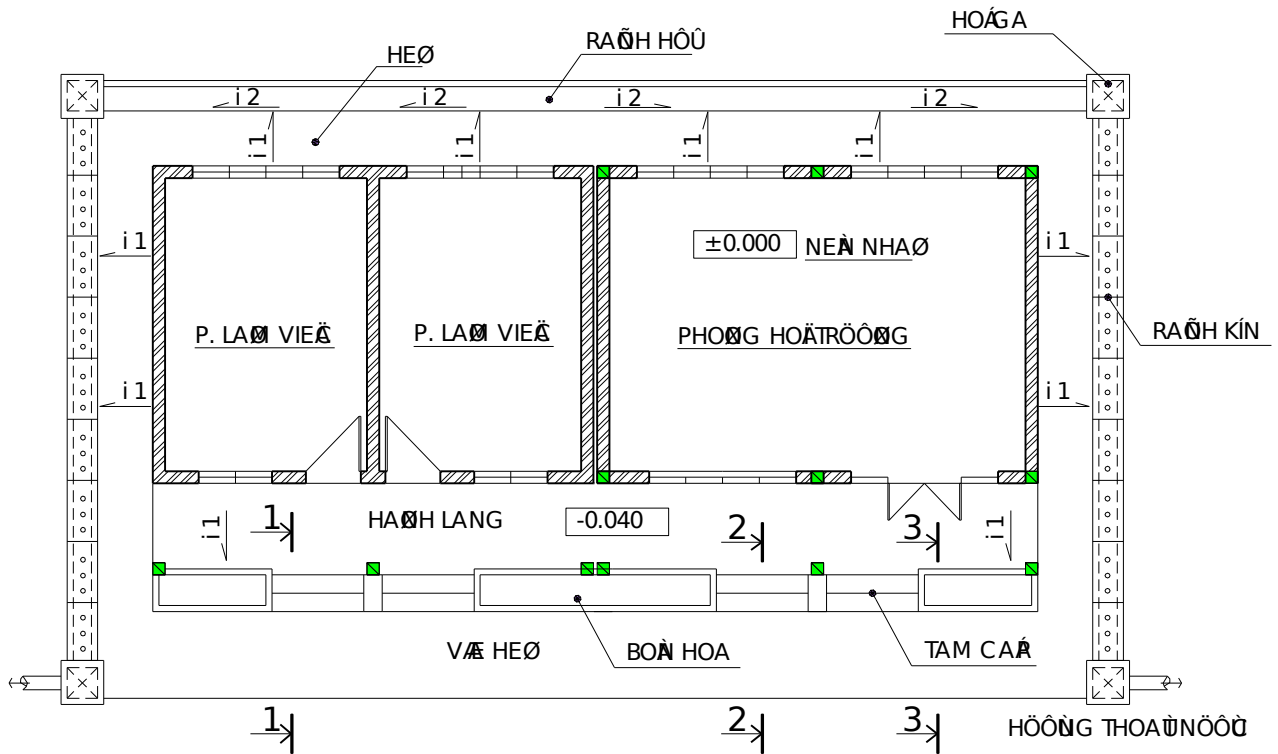 HOÁ GA
RAÕNH HÔÛ
HEØ
i2
i2
i2
i2
i1
i1
i1
i1
±0.000
NEÀN NHAØ
i1
i1
P. LAØM VIEÄC
P. LAØM VIEÄC
PHOØNG HOÄI TRÖÔØNG
RAÕNH KÍN
i1
i1
i1
1
HAØNH LANG
-0.040
2
3
i1
VÆA HEØ
BOÀN HOA
TAM CAÁP
1
2
3
HÖÔÙNG THOAÙT NÖÔÙC